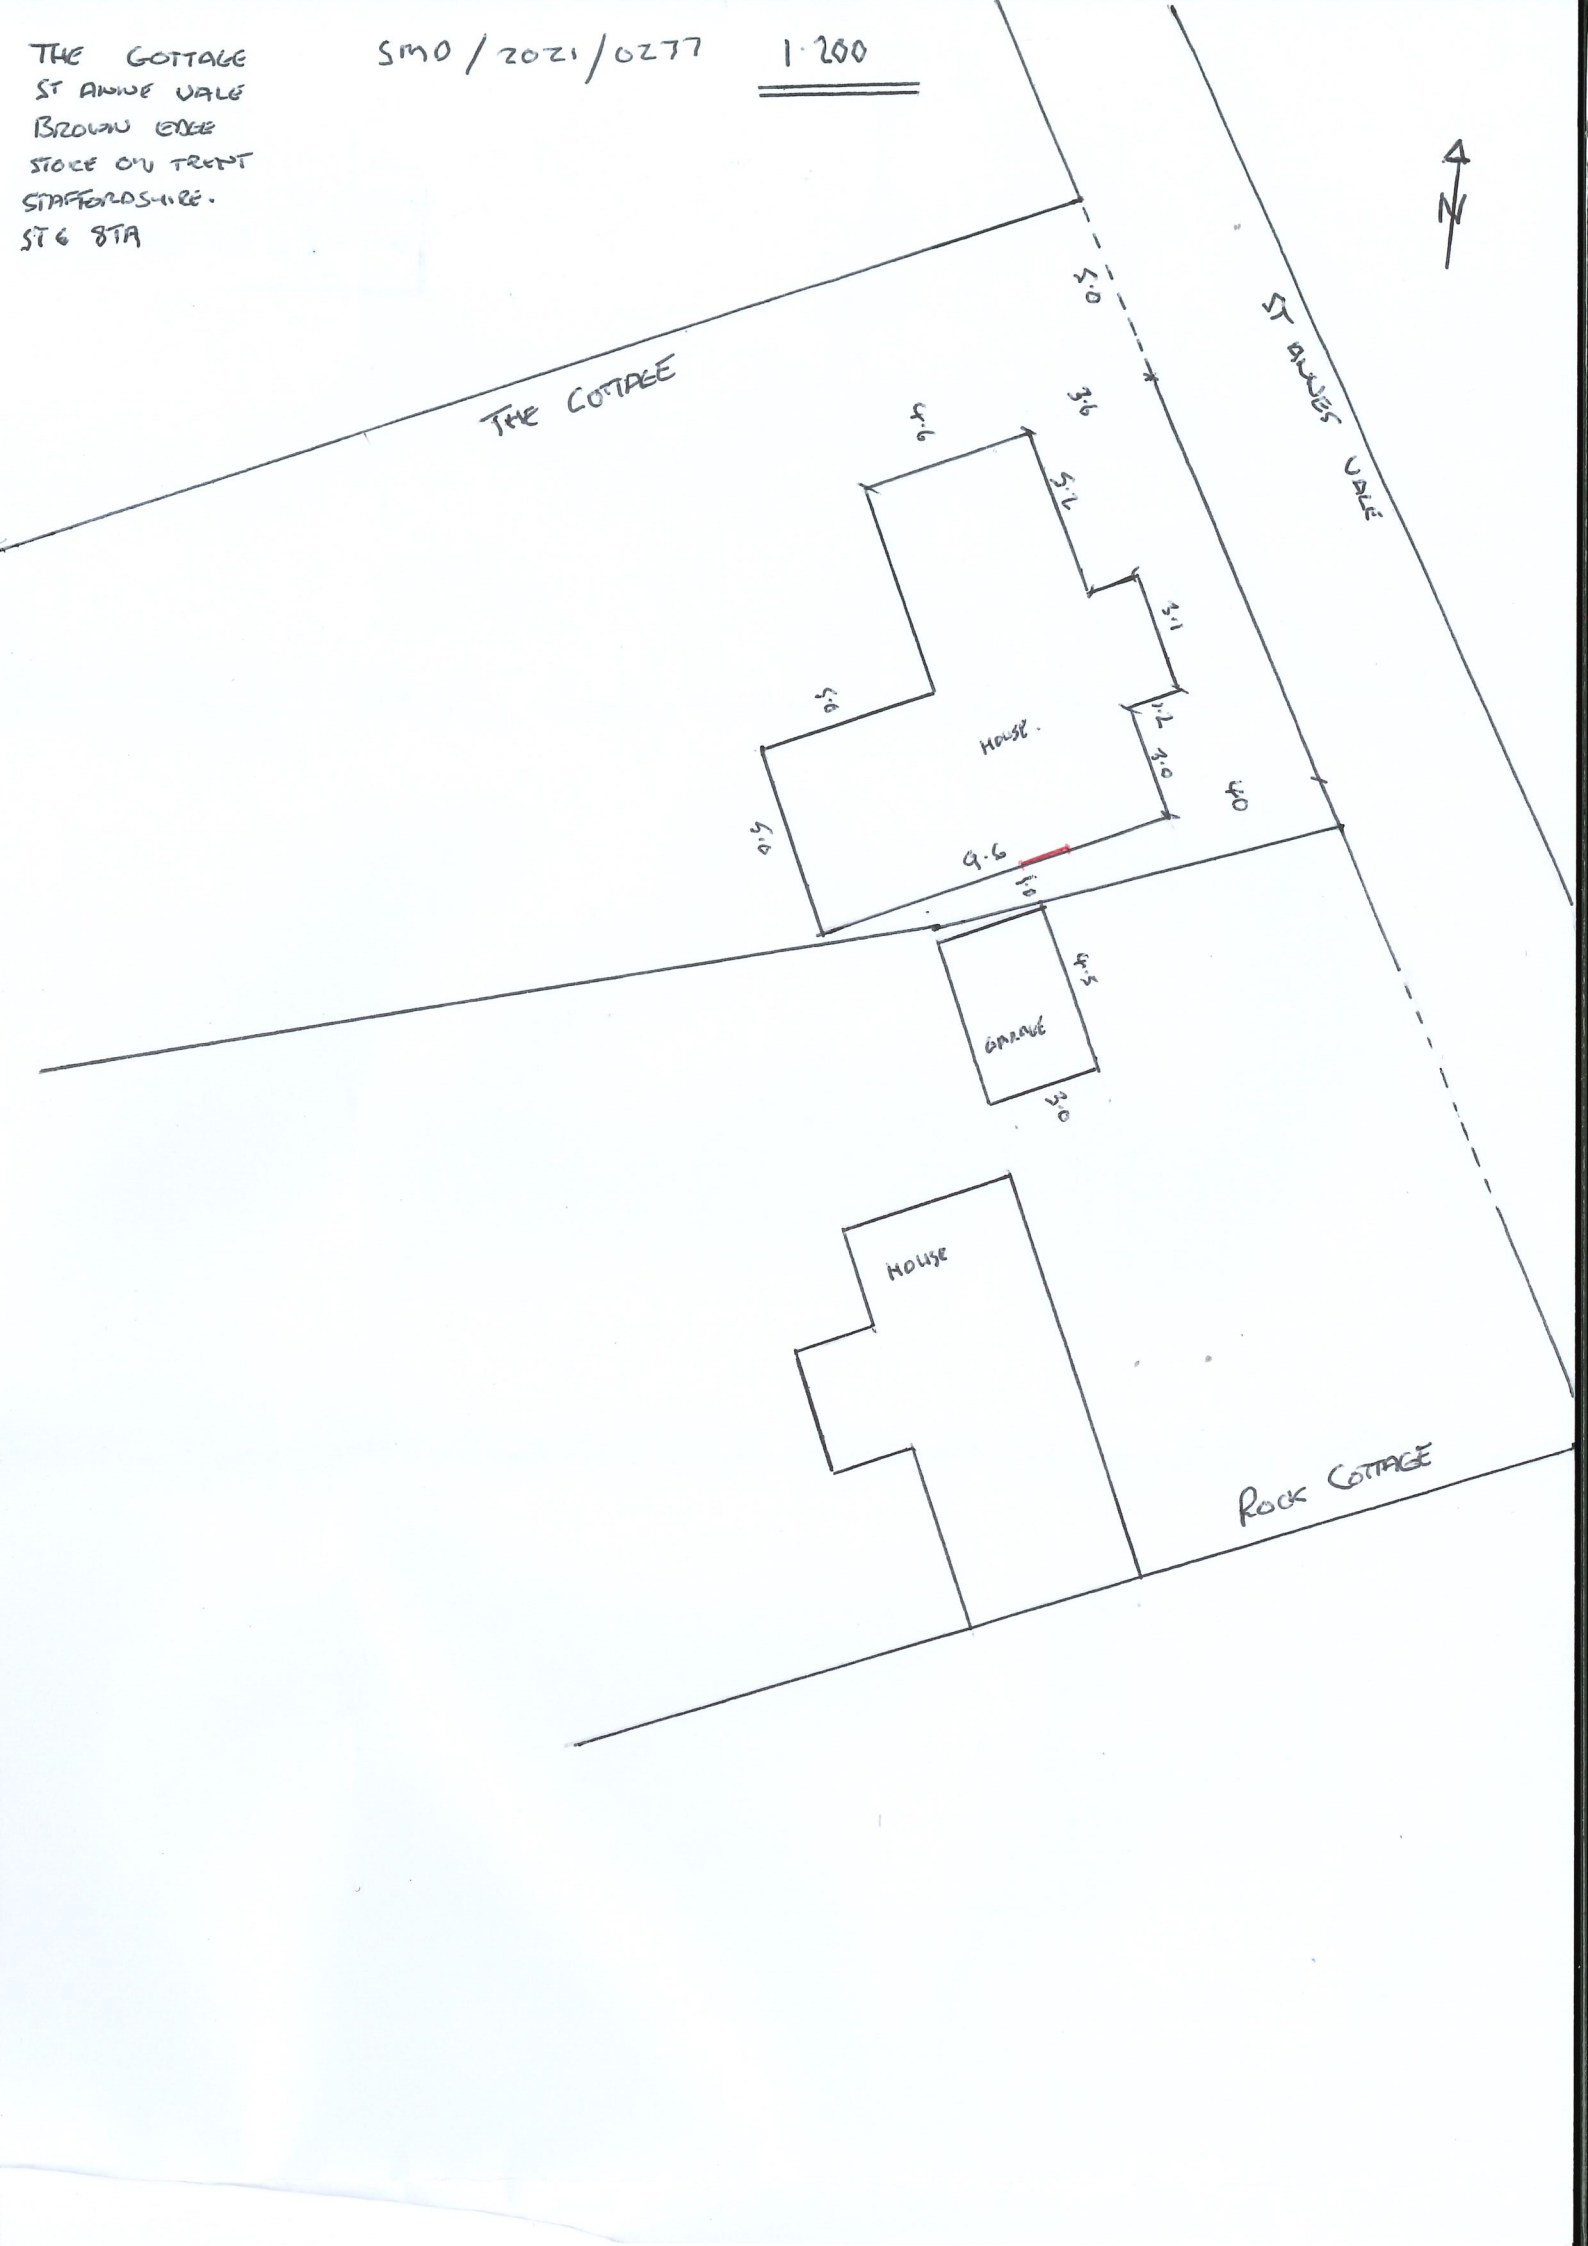 THE COTTAGE
ST ANNE VALE
BROWN EDGE
STOKE ON TRENT
STAFFORDSHIRE.
ST6 8TA
SMD/2021/0277
1.200
N
ST ANNES VALE
THE COTTAGE
5.0
3.6
4.6
5.2
3.1
1.2
3.0
4.0
5.0
5.0
HOUSE.
9.6
1.0
4.5
GARAGE
3.0
HOUSE
ROCK COTTAGE